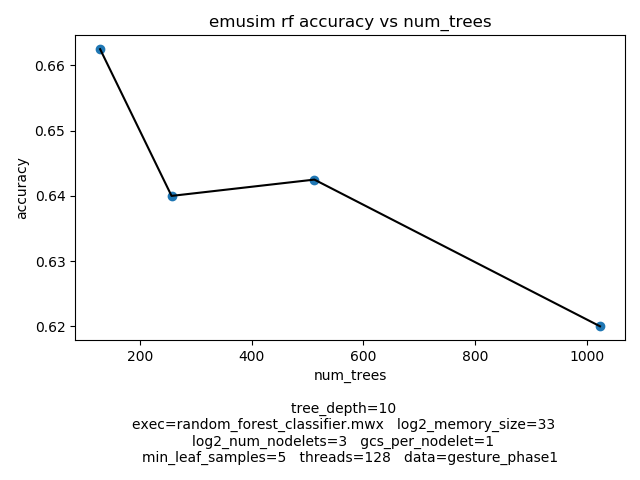 emusim rf accuracy vs num_trees
0.66
0.65
0.64
0.63
0.62
accuracy
200 400 600 800 1000
num_trees
tree_depth=10
exec=random_forest_classifier.mwx log2_memory_size=33
log2_num_nodelets=3 gcs_per_nodelet=1
min_leaf_samples=5 threads=128 data=gesture_phase1